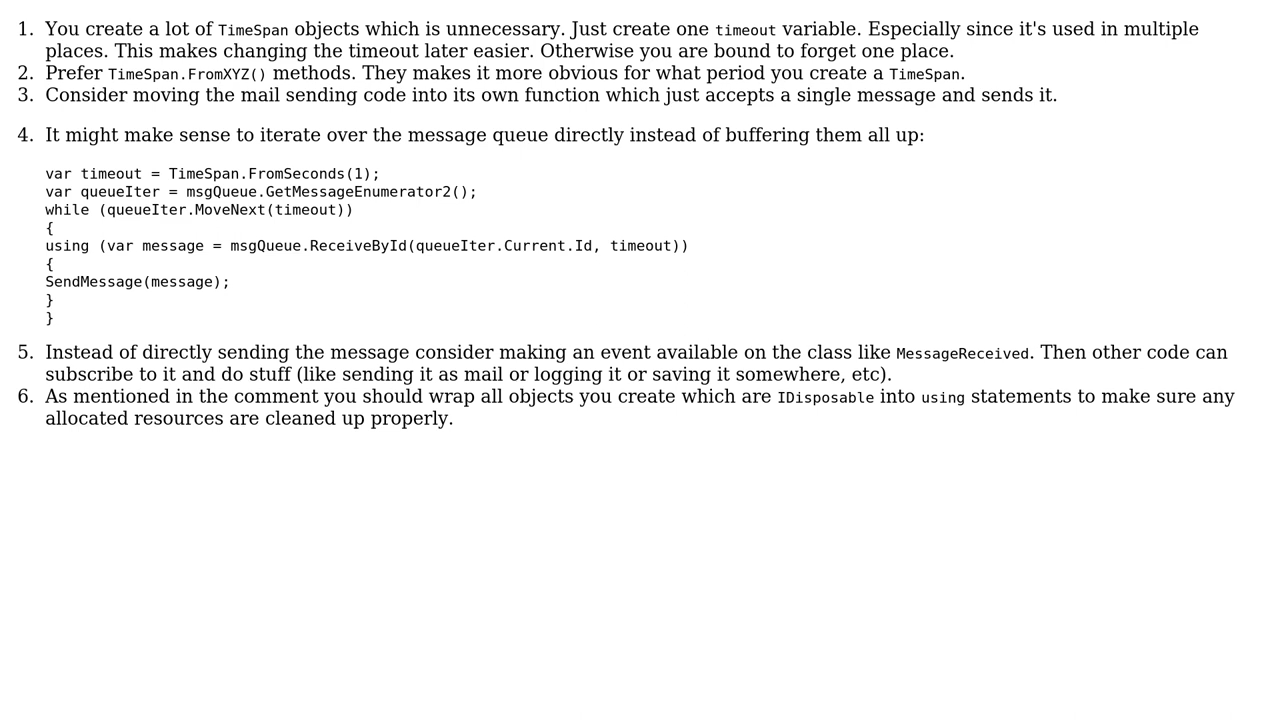 1. You create a lot of TimeSpan objects which is unnecessary. Just create one timeout variable. Especially since it's used in multiple
places. This makes changing the timeout later easier. Otherwise you are bound to forget one place.
2. Prefer TimeSpan.FromXYZ() methods. They makes it more obvious for what period you create a TimeSpan.
3. Consider moving the mail sending code into its own function which just accepts a single message and sends it.
4. It might make sense to iterate over the message queue directly instead of buffering them all up:
var timeout = TimeSpan.FromSeconds(1);
var queueIter = msgQueue.GetMessageEnumerator2();
while (queueIter.MoveNext(timeout))
{
using (var message = msgQueue.ReceiveById(queueIter.Current.Id, timeout))
{
SendMessage(message);
}
}
5. Instead of directly sending the message consider making an event available on the class like MessageReceived. Then other code can
subscribe to it and do stuff (like sending it as mail or logging it or saving it somewhere, etc).
6. As mentioned in the comment you should wrap all objects you create which are IDisposable into using statements to make sure any
allocated resources are cleaned up properly.